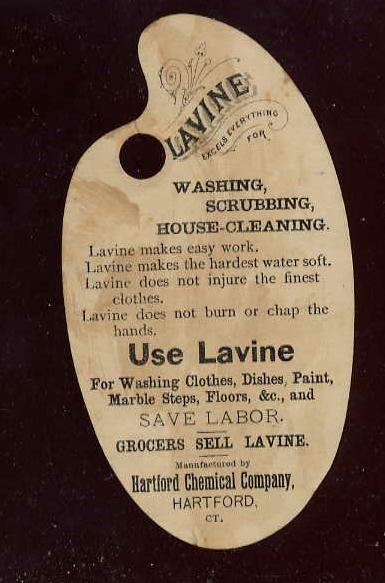 LAVINE
EXCELS EVERYTHING
FOR
WASHING,
SCRUBBING,
HOUSE-CLEANING.
Lavine makes easy work.
Lavine makes the hardest water soft.
Lavine does not injure the finest
clothes.
Lavine does not burn or chap the
hands.
Use Lavine
For Washing Clothes, Dishes, Paint,
Marble Steps, Floors, &c., and
SAVE LABOR.
GROCERS SELL LAVINE.
Manufactured by
Hartford Chemical Company,
HARTFORD,
CT.